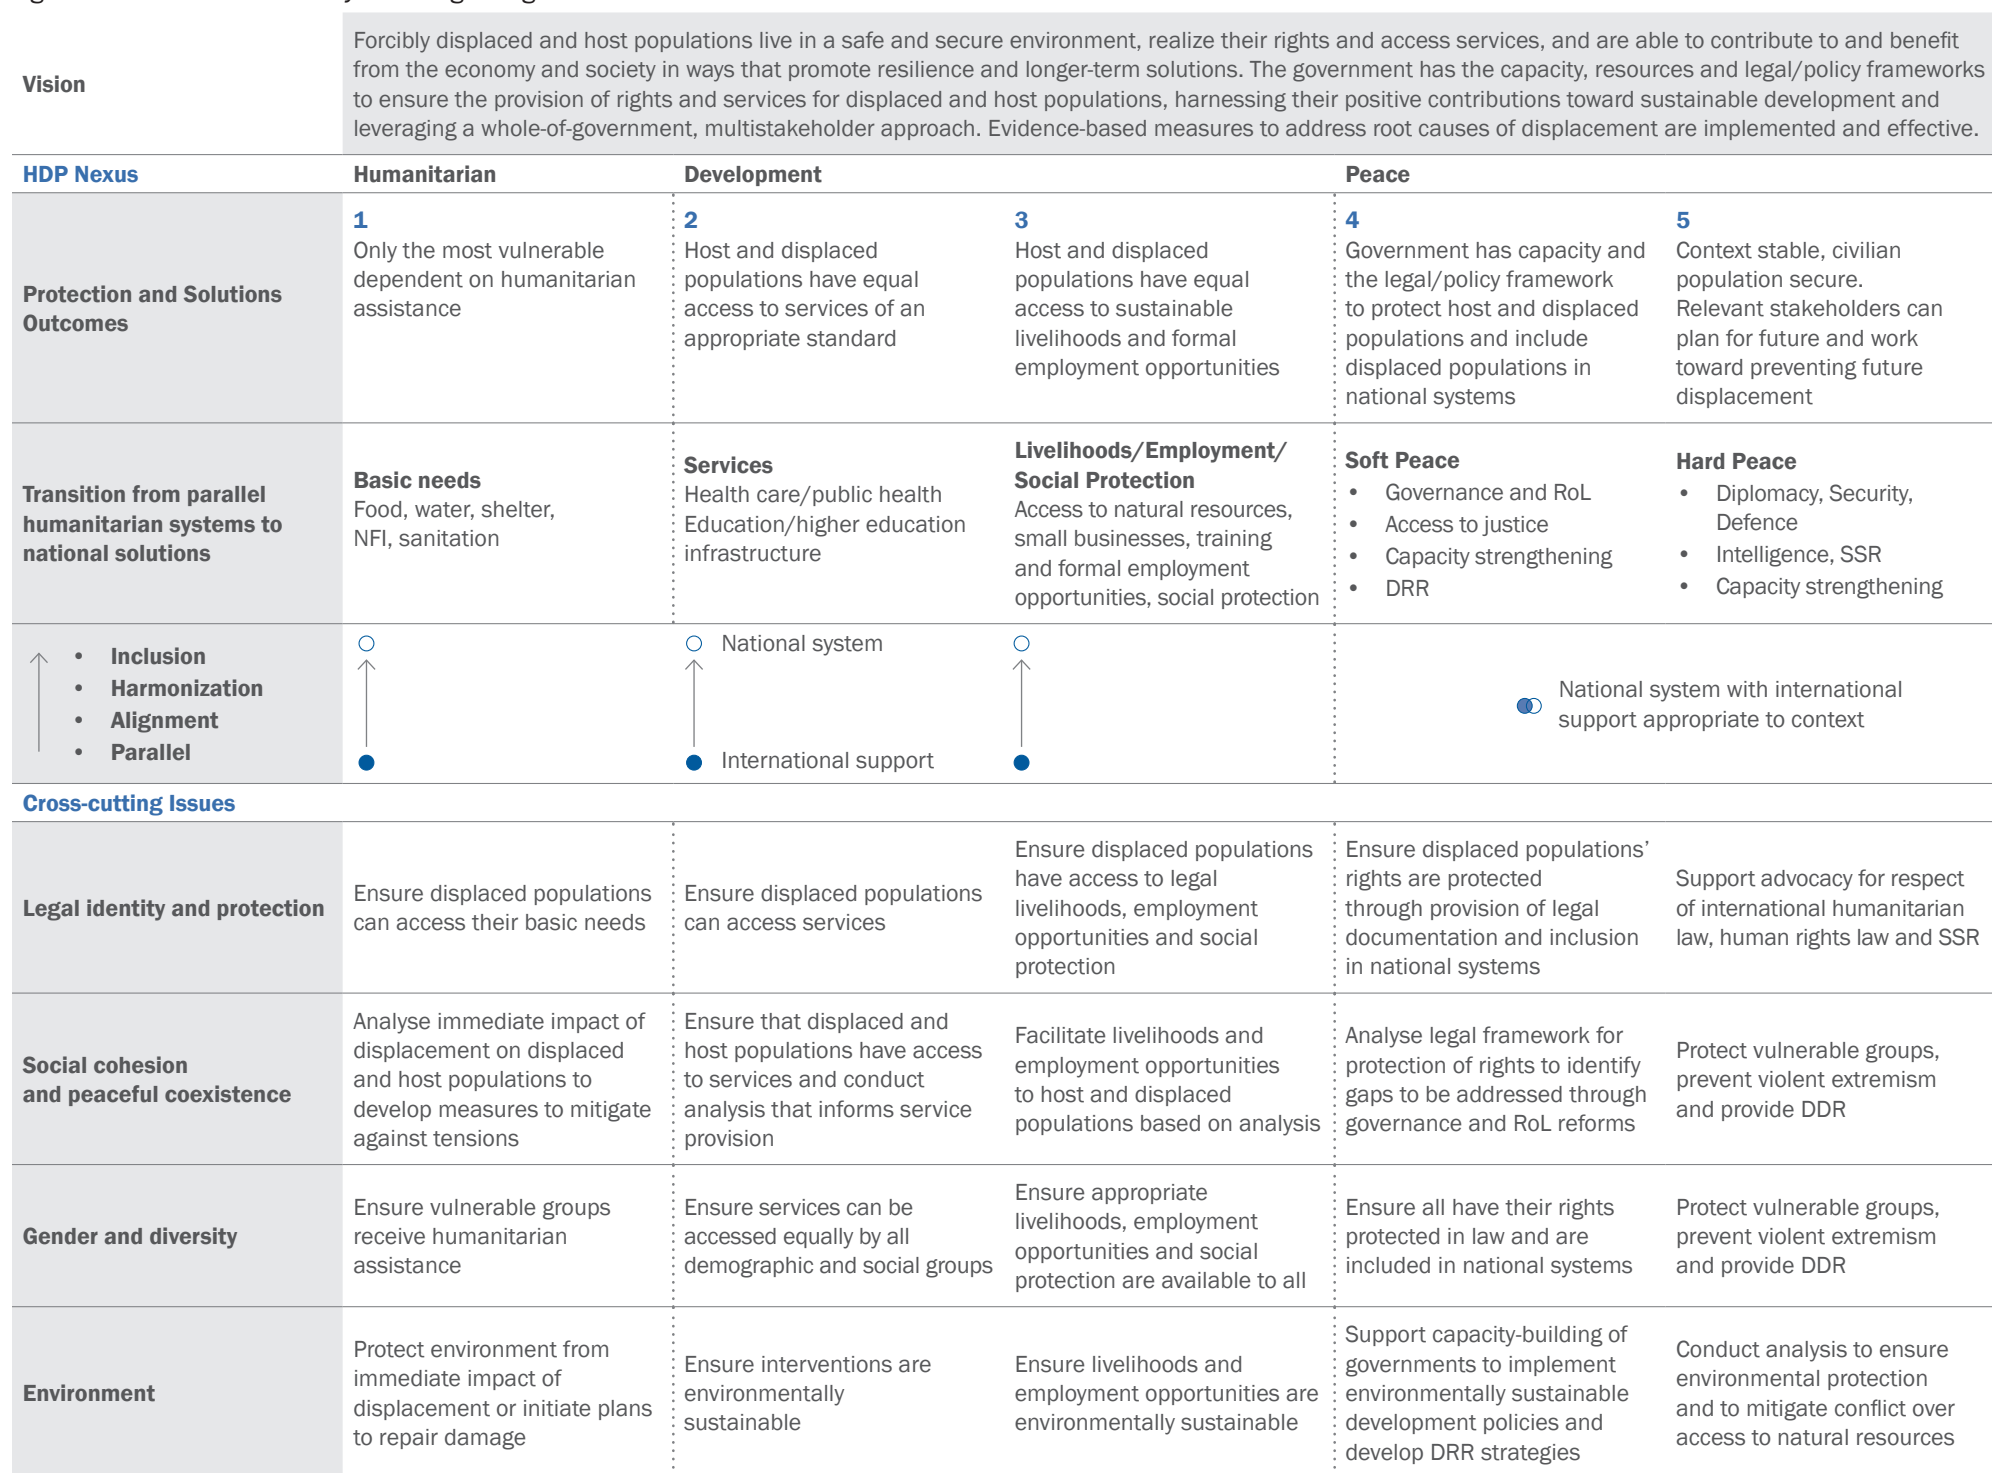 Vision
Forcibly displaced and host populations live in a safe and secure environment, realize their rights and access services, and are able to contribute to and benefit
from the economy and society in ways that promote resilience and longer-term solutions. The government has the capacity, resources and legal/policy frameworks
to ensure the provision of rights and services for displaced and host populations, harnessing their positive contributions toward sustainable development and
leveraging a whole-of-government, multistakeholder approach. Evidence-based measures to address root causes of displacement are implemented and effective.
HDP Nexus
Humanitarian
Development
Peace
Protection and Solutions
Outcomes
1
Only the most vulnerable
dependent on humanitarian
assistance
2
Host and displaced
populations have equal
access to services of an
appropriate standard
3
Host and displaced
populations have equal
access to sustainable
livelihoods and formal
employment opportunities
4
Government has capacity and
the legal/policy framework
to protect host and displaced
populations and include
displaced populations in
national systems
5
Context stable, civilian
population secure.
Relevant stakeholders can
plan for future and work
toward preventing future
displacement
Transition from parallel
humanitarian systems to
national solutions
Basic needs
Food, water, shelter,
NFI, sanitation
Services
Health care/public health
Education/higher education
infrastructure
Livelihoods/Employment/
Social Protection
Access to natural resources,
small businesses, training
and formal employment
opportunities, social protection
Soft Peace
• Governance and RoL
• Access to justice
• Capacity strengthening
• DRR
Hard Peace
• Diplomacy, Security,
Defence
• Intelligence, SSR
• Capacity strengthening
• Inclusion
• Harmonization
• Alignment
• Parallel
National system
International support
National system with international
support appropriate to context
Cross-cutting Issues
Legal identity and protection
Ensure displaced populations
can access their basic needs
Ensure displaced populations
can access services
Ensure displaced populations
have access to legal
livelihoods, employment
opportunities and social
protection
Ensure displaced populations’
rights are protected
through provision of legal
documentation and inclusion
in national systems
Support advocacy for respect
of international humanitarian
law, human rights law and SSR
Social cohesion
and peaceful coexistence
Analyse immediate impact of
displacement on displaced
and host populations to
develop measures to mitigate
against tensions
Ensure that displaced and
host populations have access
to services and conduct
analysis that informs service
provision
Facilitate livelihoods and
employment opportunities
to host and displaced
populations based on analysis
Analyse legal framework for
protection of rights to identify
gaps to be addressed through
governance and RoL reforms
Protect vulnerable groups,
prevent violent extremism
and provide DDR
Gender and diversity
Ensure vulnerable groups
receive humanitarian
assistance
Ensure services can be
accessed equally by all
demographic and social groups
Ensure appropriate
livelihoods, employment
opportunities and social
protection are available to all
Ensure all have their rights
protected in law and are
included in national systems
Protect vulnerable groups,
prevent violent extremism
and provide DDR
Environment
Protect environment from
immediate impact of
displacement or initiate plans
to repair damage
Ensure interventions are
environmentally
sustainable
Ensure livelihoods and
employment opportunities are
environmentally sustainable
Support capacity-building of
governments to implement
environmentally sustainable
development policies and
develop DRR strategies
Conduct analysis to ensure
environmental protection
and to mitigate conflict over
access to natural resources